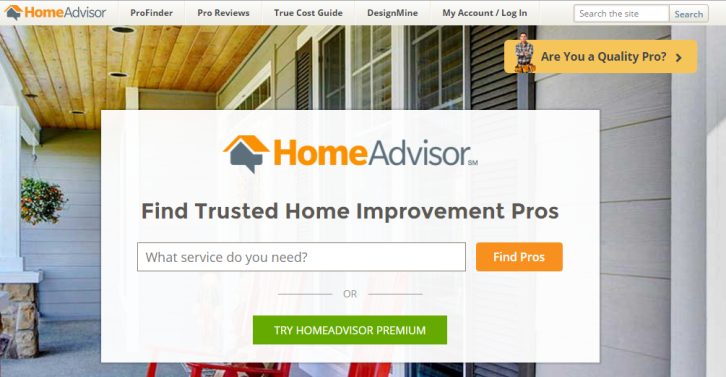 HomeAdvisor ProFinder Pro Reviews True Cost Guide DesignMine My Account / Log In Search the site Search
Are You a Quality Pro?
HomeAdvisor SM
Find Trusted Home Improvement Pros
What service do you need? Find Pros
OR
TRY HOMEADVISOR PREMIUM